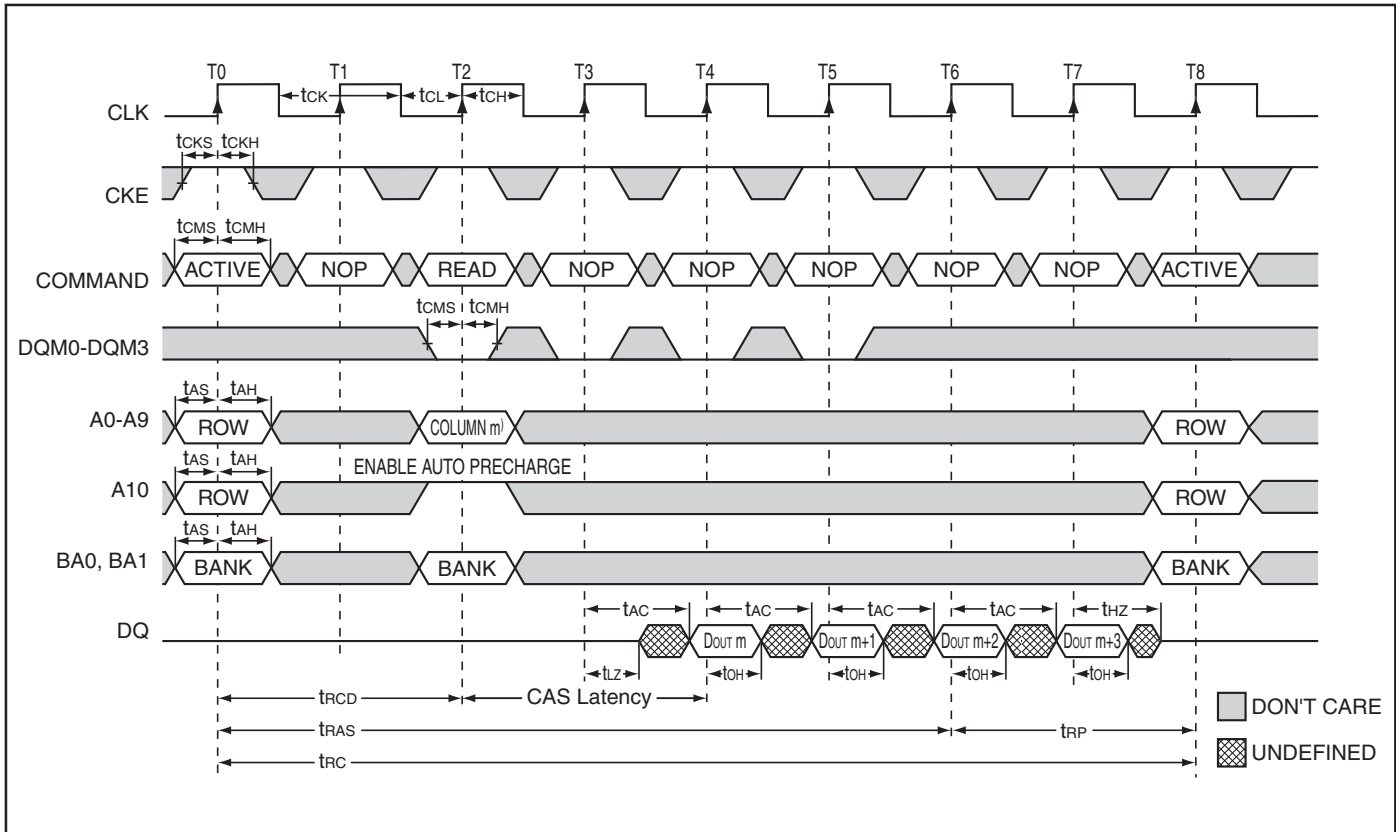 T0 T1 T2 T3 T4 T5 T6 T7 T8
CLK tCK tCL tCH
tCKS tCKH
CKE
tCMS tCMH
COMMAND ACTIVE NOP READ NOP NOP NOP NOP NOP ACTIVE
tCMS tCMH
DQM0-DQM3
tAS tAH
A0-A9 ROW COLUMN m) ROW
tAS tAH ENABLE AUTO PRECHARGE
A10 ROW ROW
tAS tAH
BA0, BA1 BANK BANK BANK
tAC tAC tAC tAC tHZ
DQ DOUT m DOUT m+1 DOUT m+2 DOUT m+3
tLZ tOH tOH tOH tOH
tRCD CAS Latency
DON'T CARE
tRAS tRP
UNDEFINED
tRC